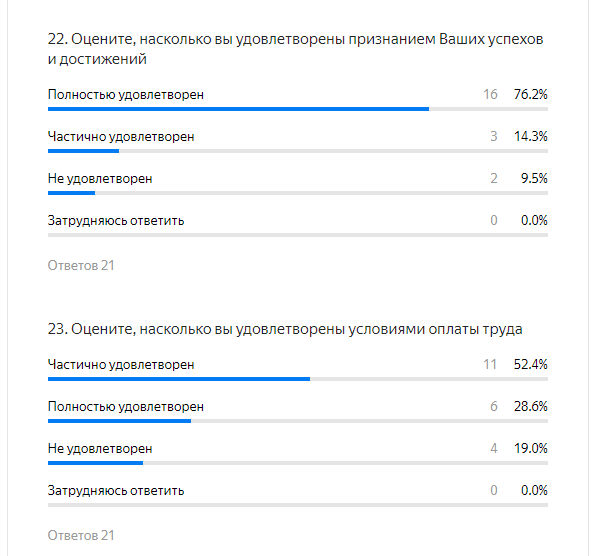 22. Оцените, насколько вы удовлетворены признанием Ваших успехов
и достижений
Полностью удовлетворен 16 76.2%
Частично удовлетворен 3 14.3%
Не удовлетворен 2 9.5%
Затрудняюсь ответить 0 0.0%
Ответов 21
23. Оцените, насколько вы удовлетворены условиями оплаты труда
Частично удовлетворен 11 52.4%
Полностью удовлетворен 6 28.6%
Не удовлетворен 4 19.0%
Затрудняюсь ответить 0 0.0%
Ответов 21